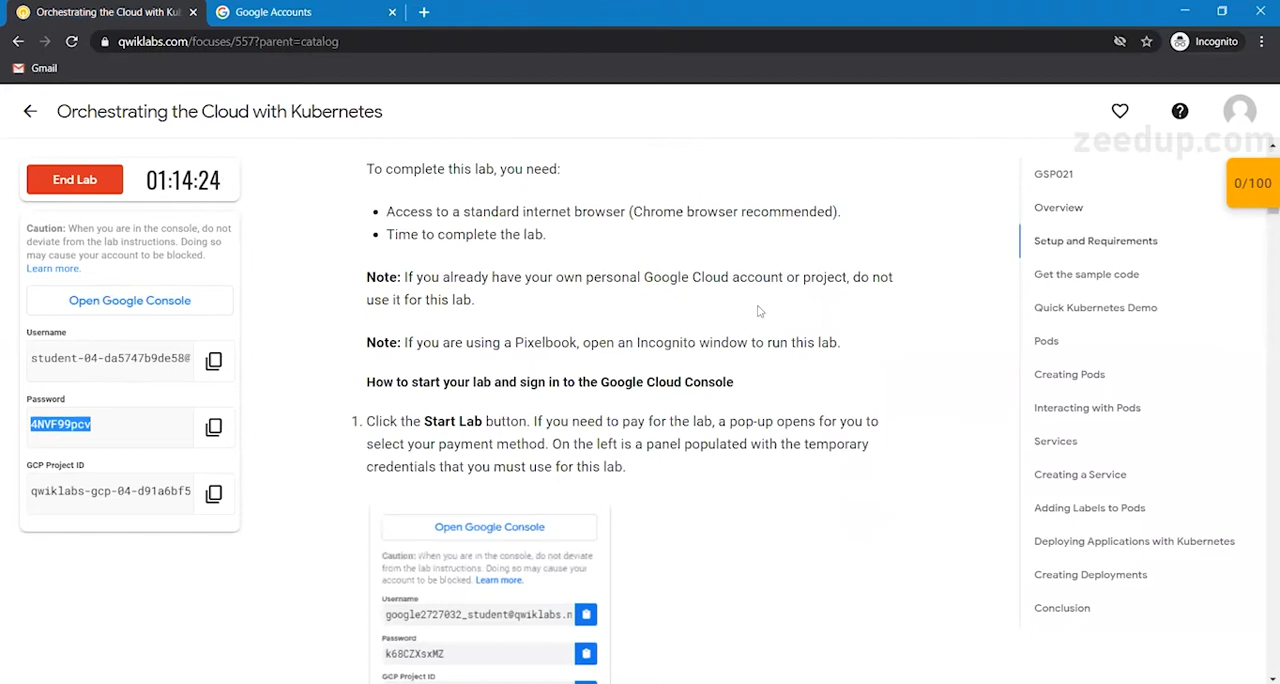 Orchestrating the Cloud with Kub
Google Accounts
qwiklabs.com/focuses/557?parent=catalog
Incognito
Gmail
Orchestrating the Cloud with Kubernetes
zeedup.com
End Lab
01:14:24
Caution: When you are in the console, do not
deviate from the lab instructions. Doing so
may cause your account to be blocked.
Learn more.
Open Google Console
Username
student-04-da5747b9de58@
Password
4NVF99pcv
GCP Project ID
qwiklabs-gcp-04-d91a6bf5
To complete this lab, you need:
• Access to a standard internet browser (Chrome browser recommended).
• Time to complete the lab.
Note: If you already have your own personal Google Cloud account or project, do not
use it for this lab.
Note: If you are using a Pixelbook, open an Incognito window to run this lab.
How to start your lab and sign in to the Google Cloud Console
1. Click the Start Lab button. If you need to pay for the lab, a pop-up opens for you to
select your payment method. On the left is a panel populated with the temporary
credentials that you must use for this lab.
Open Google Console
Caution: When you are in the console, do not deviate
from the lab instructions. Doing so may cause your
account to be blocked. Learn more.
Username
google2727032_student@qwiklabs.n
Password
k68CZXsxMZ
GCP Project ID
GSP021
Overview
Setup and Requirements
Get the sample code
Quick Kubernetes Demo
Pods
Creating Pods
Interacting with Pods
Services
Creating a Service
Adding Labels to Pods
Deploying Applications with Kubernetes
Creating Deployments
Conclusion
0/100